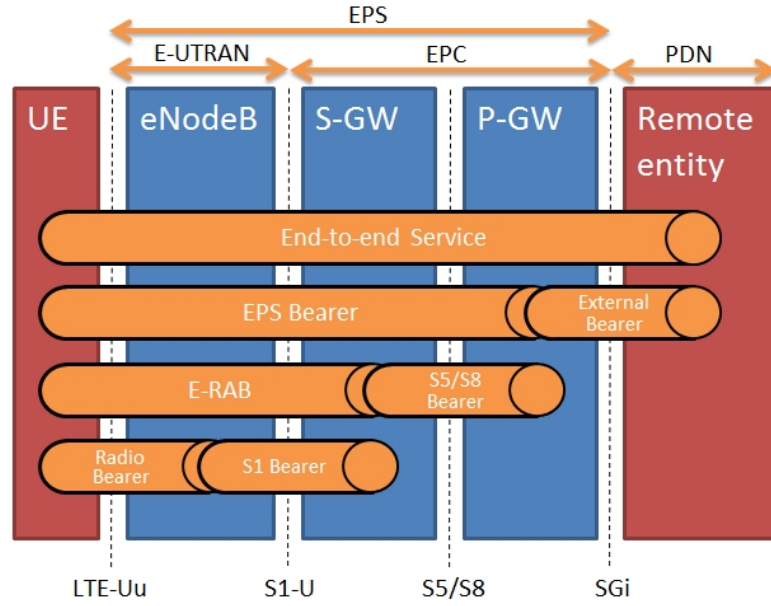 EPS
E-UTRAN
EPC
PDN
UE
eNodeB
S-GW
P-GW
Remote
entity
End-to-end Service
EPS Bearer
External
Bearer
E-RAB
S5/S8
Bearer
Radio
Bearer
S1 Bearer
LTE-Uu
S1-U
S5/S8
SGi